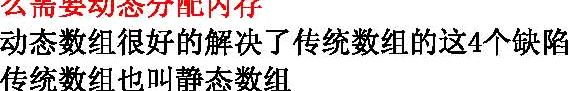 么需要动态分配内存
动态数组很好的解决了传统数组的这4个缺陷
传统数组也叫静态数组